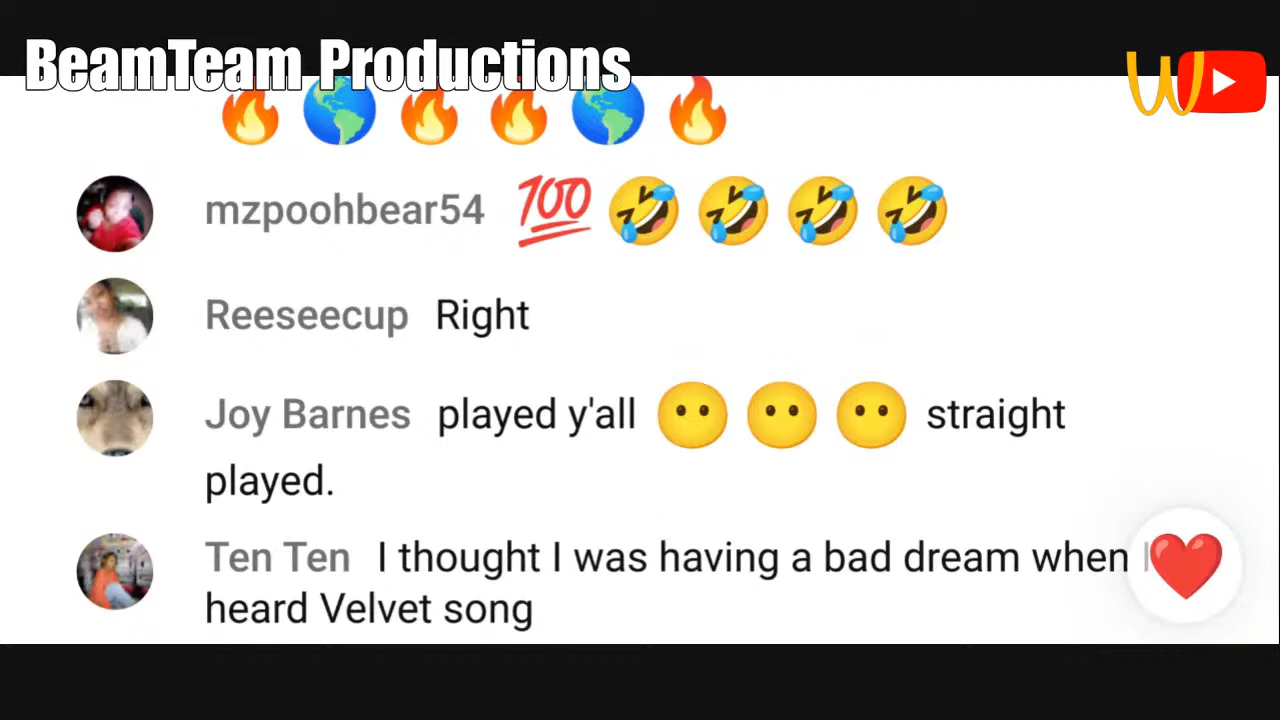 BeamTeam Productions
🔥🌎🔥🔥🌎🔥
mzpoohbear54 💯🤣🤣🤣🤣
Reeseecup Right
Joy Barnes played y'all 😶😶😶 straight
played.
Ten Ten I thought I was having a bad dream when I
heard Velvet song